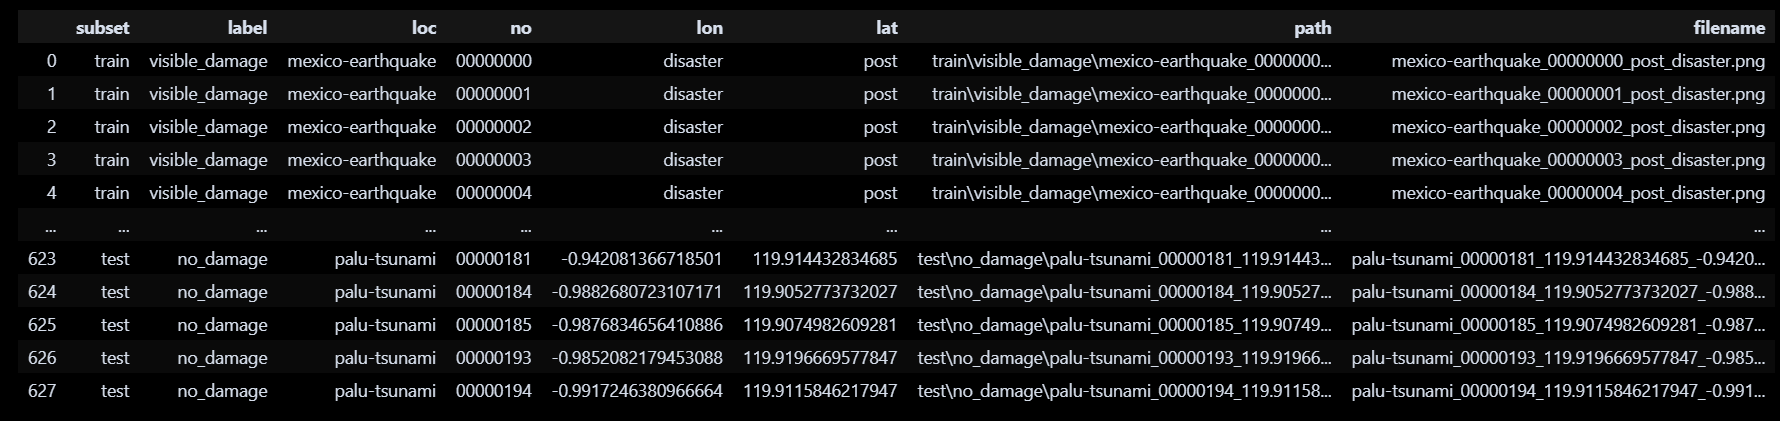 subset label loc no lon lat path filename
0 train visible_damage mexico-earthquake 00000000 disaster post train\visible_damage\mexico-earthquake_0000000... mexico-earthquake_00000000_post_disaster.png
1 train visible_damage mexico-earthquake 00000001 disaster post train\visible_damage\mexico-earthquake_0000000... mexico-earthquake_00000001_post_disaster.png
2 train visible_damage mexico-earthquake 00000002 disaster post train\visible_damage\mexico-earthquake_0000000... mexico-earthquake_00000002_post_disaster.png
3 train visible_damage mexico-earthquake 00000003 disaster post train\visible_damage\mexico-earthquake_0000000... mexico-earthquake_00000003_post_disaster.png
4 train visible_damage mexico-earthquake 00000004 disaster post train\visible_damage\mexico-earthquake_0000000... mexico-earthquake_00000004_post_disaster.png
... ... ... ... ... ... ... ... ...
623 test no_damage palu-tsunami 00000181 -0.942081366718501 119.914432834685 test\no_damage\palu-tsunami_00000181_119.91443... palu-tsunami_00000181_119.914432834685_-0.9420...
624 test no_damage palu-tsunami 00000184 -0.9882680723107171 119.9052773732027 test\no_damage\palu-tsunami_00000184_119.90527... palu-tsunami_00000184_119.9052773732027_-0.988...
625 test no_damage palu-tsunami 00000185 -0.9876834656410886 119.9074982609281 test\no_damage\palu-tsunami_00000185_119.90749... palu-tsunami_00000185_119.9074982609281_-0.987...
626 test no_damage palu-tsunami 00000193 -0.9852082179453088 119.9196669577847 test\no_damage\palu-tsunami_00000193_119.91966... palu-tsunami_00000193_119.9196669577847_-0.985...
627 test no_damage palu-tsunami 00000194 -0.9917246380966664 119.9115846217947 test\no_damage\palu-tsunami_00000194_119.91158... palu-tsunami_00000194_119.9115846217947_-0.991...